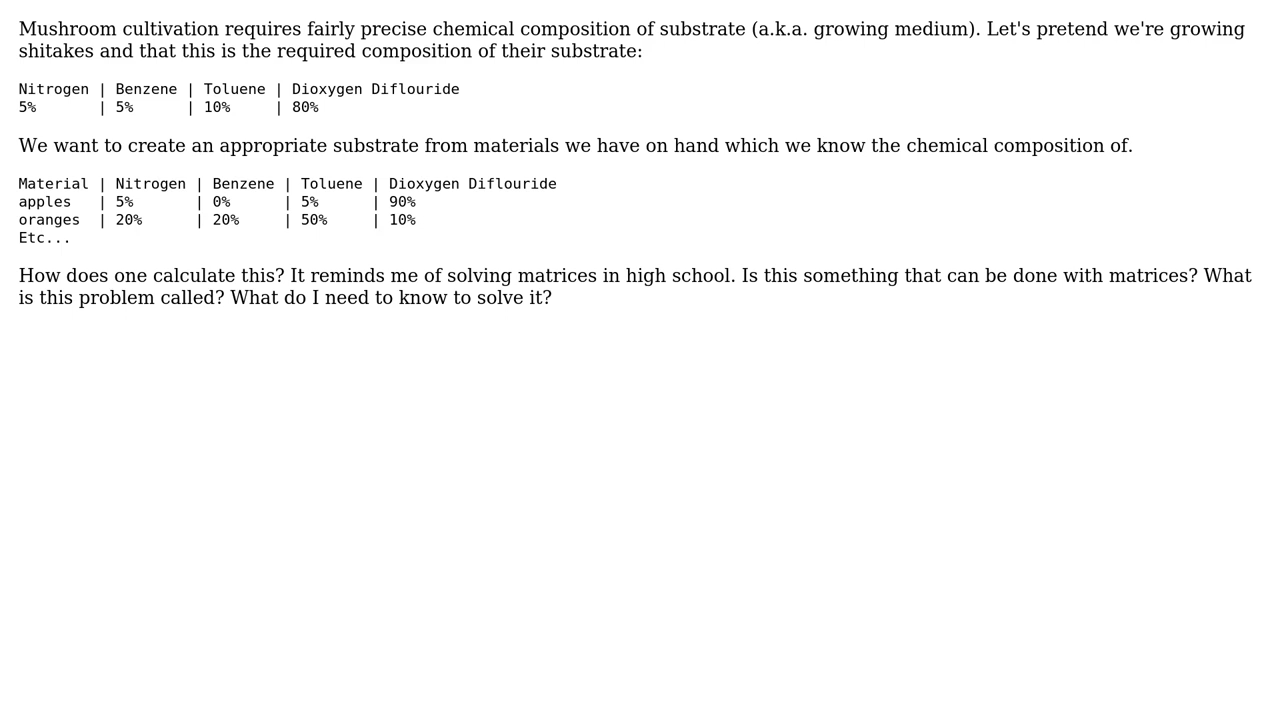 Mushroom cultivation requires fairly precise chemical composition of substrate (a.k.a. growing medium). Let's pretend we're growing
shitakes and that this is the required composition of their substrate:
Nitrogen | Benzene | Toluene | Dioxygen Diflouride
5%       | 5%      | 10%     | 80%
We want to create an appropriate substrate from materials we have on hand which we know the chemical composition of.
Material | Nitrogen | Benzene | Toluene | Dioxygen Diflouride
apples   | 5%       | 0%      | 5%      | 90%
oranges  | 20%      | 20%     | 50%     | 10%
Etc...
How does one calculate this? It reminds me of solving matrices in high school. Is this something that can be done with matrices? What
is this problem called? What do I need to know to solve it?